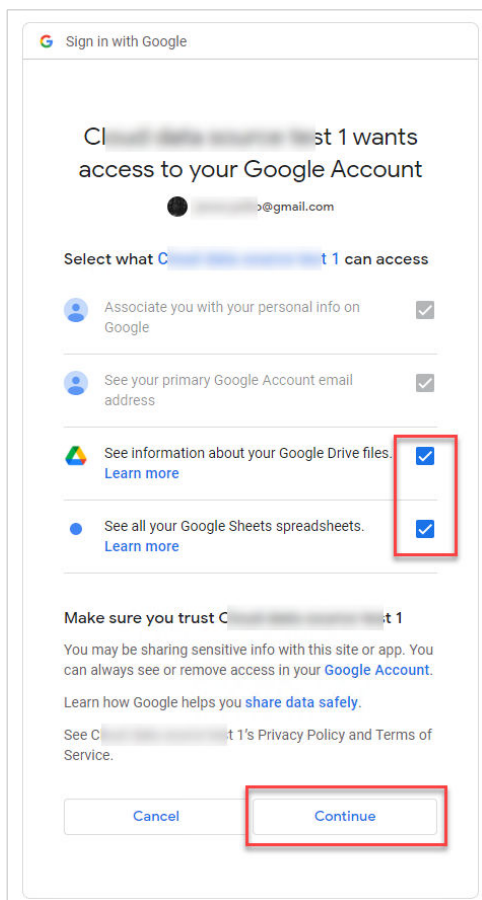 Sign in with Google
st 1 wants
access to your Google Account
@gmail.com
Select what C t 1 can access
Associate you with your personal info on
Google
See your primary Google Account email
address
See information about your Google Drive files.
Learn more
See all your Google Sheets spreadsheets.
Learn more
Make sure you trust C t 1
You may be sharing sensitive info with this site or app. You
can always see or remove access in your Google Account.
Learn how Google helps you share data safely.
See C t 1's Privacy Policy and Terms of
Service.
Cancel Continue